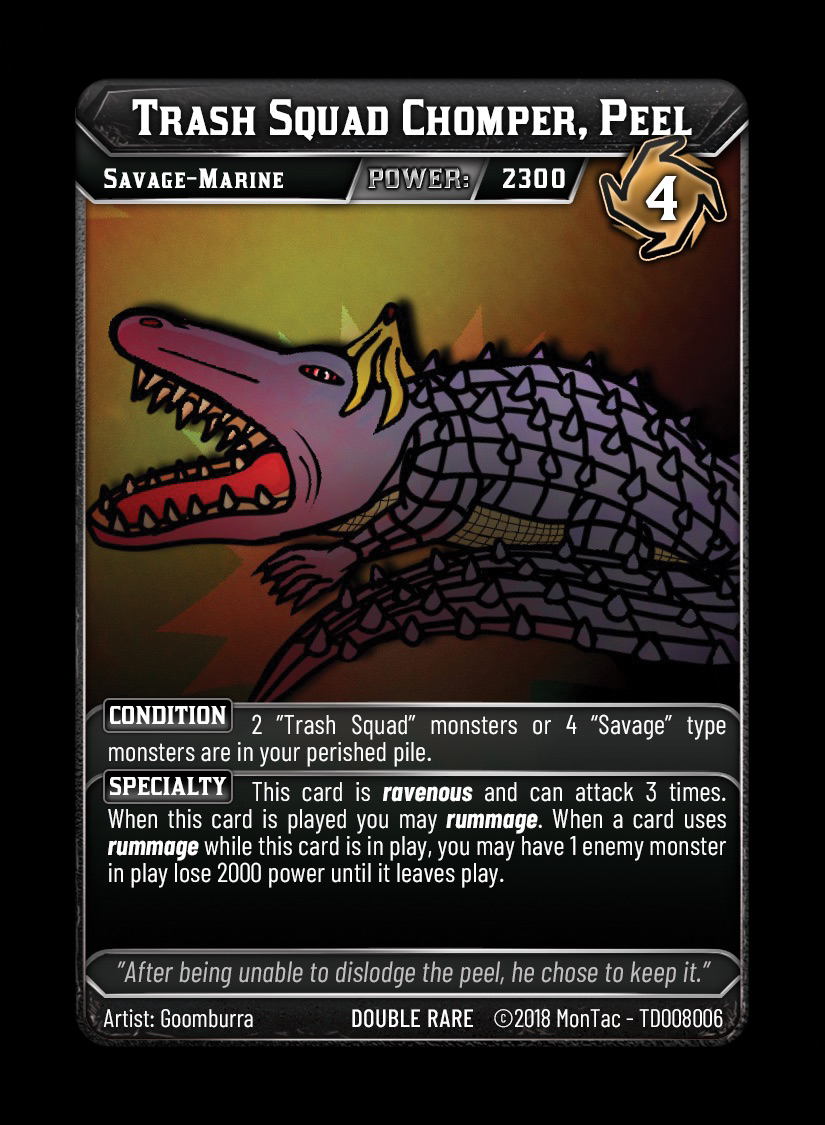 Trash Squad Chomper, Peel
Savage-Marine POWER: 2300
4
CONDITION 2 "Trash Squad" monsters or 4 "Savage" type
monsters are in your perished pile.
SPECIALTY This card is ravenous and can attack 3 times.
When this card is played you may rummage. When a card uses
rummage while this card is in play, you may have 1 enemy monster
in play lose 2000 power until it leaves play.
"After being unable to dislodge the peel, he chose to keep it."
Artist: Goomburra DOUBLE RARE ©2018 MonTac - TD008006